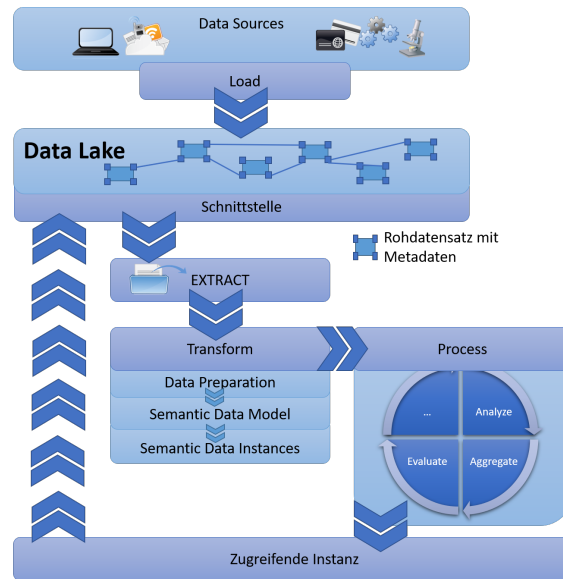 Data Sources
Load
Data Lake
Schnittstelle
Rohdatensatz mit
Metadaten
EXTRACT
Transform
Process
Data Preparation
Semantic Data Model
Semantic Data Instances
...
Analyze
Evaluate
Aggregate
Zugreifende Instanz